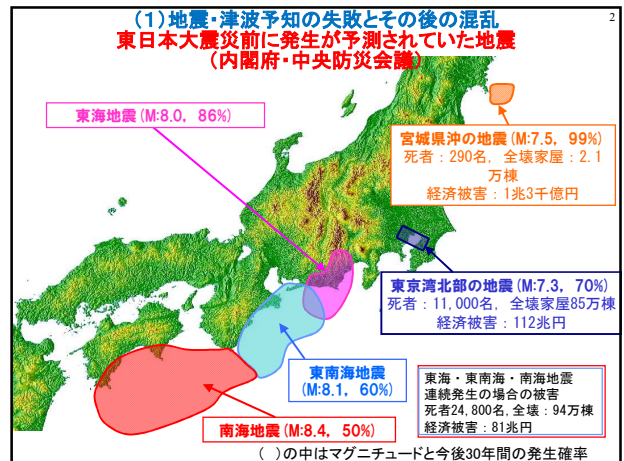 2
(1)地震・津波予知の失敗とその後の混乱
東日本大震災前に発生が予測されていた地震
(内閣府・中央防災会議)
東海地震(M:8.0, 86%)
宮城県沖の地震(M:7.5, 99%)
死者:290名, 全壊家屋:2.1
万棟
経済被害:1兆3千億円
東京湾北部の地震(M:7.3, 70%)
死者:11,000名, 全壊家屋85万棟
経済被害:112兆円
東南海地震
(M:8.1, 60%)
東海・東南海・南海地震
連続発生の場合の被害
死者24,800名,全壊:94万棟
経済被害:81兆円
南海地震(M:8.4, 50%)
( )の中はマグニチュードと今後30年間の発生確率